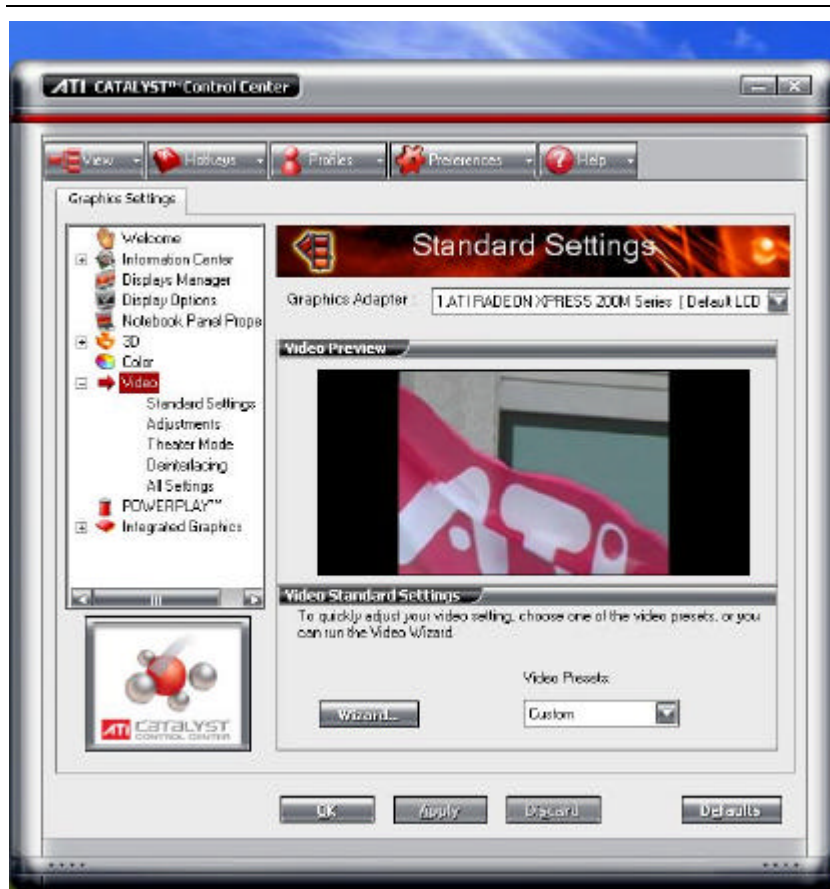 ATI CATALYST™ Control Center
View
Hotkeys
Profiles
Preferences
Help
Graphics Settings
Welcome
Information Center
Displays Manager
Display Options
Notebook Panel Prope
3D
Color
Video
Standard Settings
Adjustments
Theater Mode
Deinterlacing
All Settings
POWERPLAY™
Integrated Graphics
Standard Settings
Graphics Adapter :
1.ATI RADEON XPRESS 200M Series [ Default LCD
Video Preview
Video Standard Settings
To quickly adjust your video setting, choose one of the video presets, or you
can run the Video Wizard
Video Presets:
Wizard...
Custom
ATI CATALYST
CONTROL CENTER
OK
Apply
Discard
Defaults